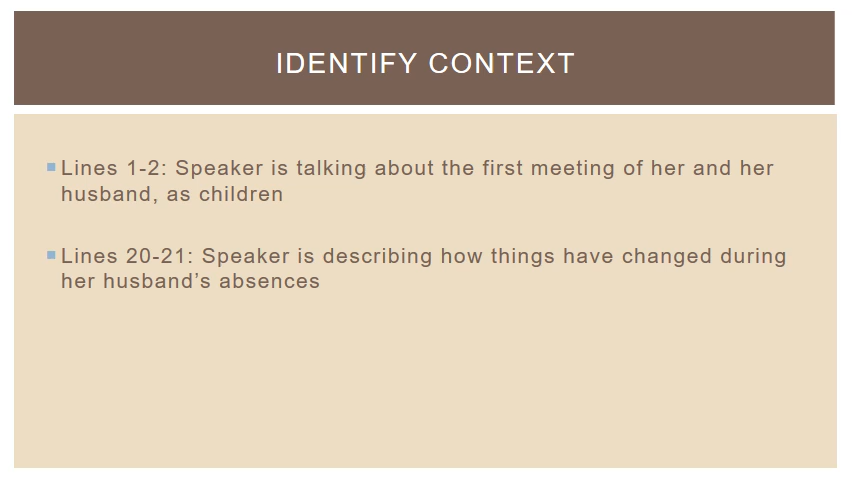 IDENTIFY CONTEXT
Lines 1-2: Speaker is talking about the first meeting of her and her
husband, as children
Lines 20-21: Speaker is describing how things have changed during
her husband’s absences